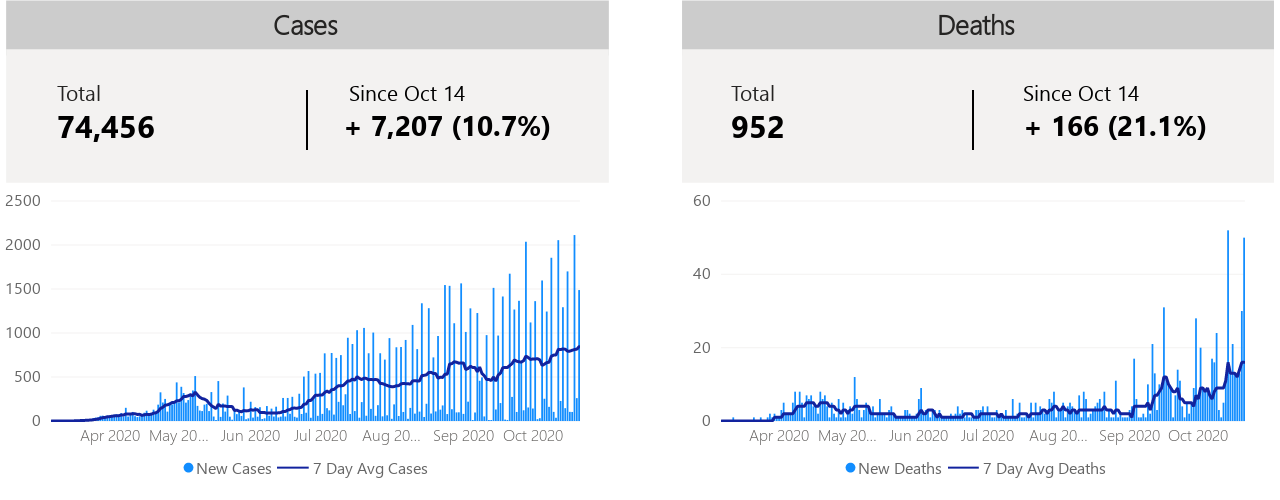 Cases
Total
Since Oct 14
74,456
+ 7,207 (10.7%)
2500
2000
1500
1000
500
0
Apr 2020 May 20... Jun 2020 Jul 2020 Aug 20... Sep 2020 Oct 2020
New Cases 7 Day Avg Cases
Deaths
Total
Since Oct 14
952
+ 166 (21.1%)
60
40
20
0
Apr 2020 May 20... Jun 2020 Jul 2020 Aug 20... Sep 2020 Oct 2020
New Deaths 7 Day Avg Deaths